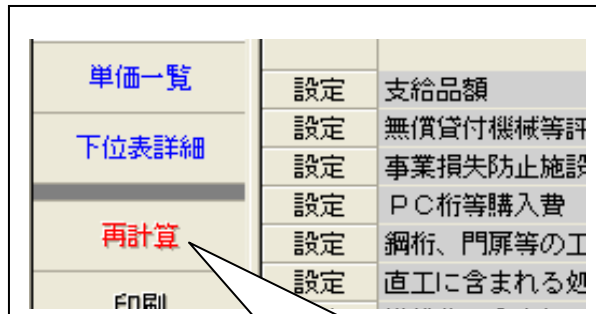 単価一覧
下位表詳細
再計算
印刷
設定 支給品額
設定 無償貸付機械等評
設定 事業損失防止施設
設定 ＰＣ桁等購入費
設定 鋼桁、門扉等の工
設定 直工に含まれる処